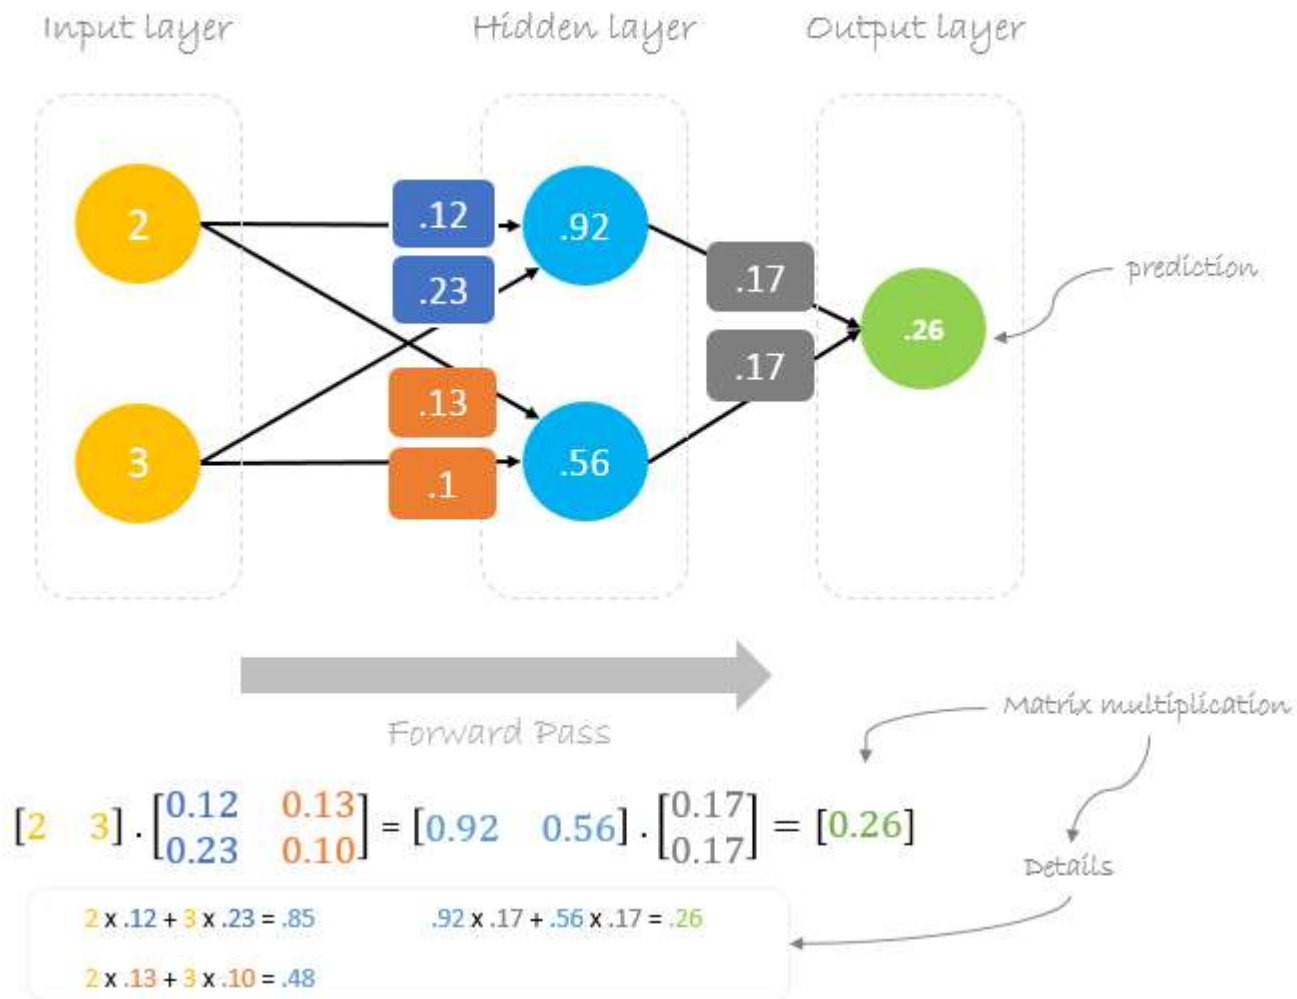 Input layer
Hidden layer
Output layer
2
.12
.92
.23
.17
prediction
.26
.17
.13
3
.1
.56
Forward Pass
Matrix multiplication
[2 3] . [0.12 0.13
0.23 0.10] = [0.92 0.56] . [0.17
0.17] = [0.26]
Details
2 x .12 + 3 x .23 = .85
.92 x .17 + .56 x .17 = .26
2 x .13 + 3 x .10 = .48